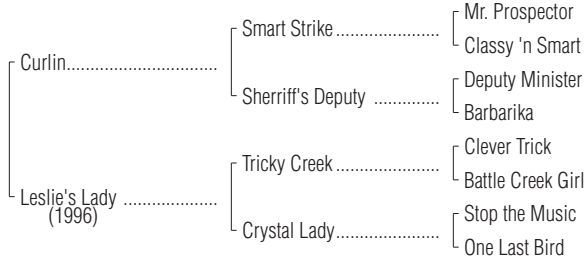 Mr. Prospector
Smart Strike......................
Classy 'n Smart
Curlin................................
Deputy Minister
Sherriff's Deputy ..............
Barbarika
Clever Trick
Tricky Creek......................
Battle Creek Girl
Leslie's Lady ....................
(1996)
Stop the Music
Crystal Lady......................
One Last Bird